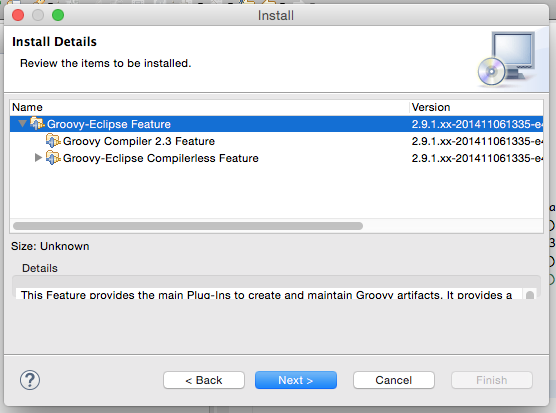 Install
Install Details
Review the items to be installed.
Name Version
Groovy-Eclipse Feature 2.9.1.xx-201411061335-e4
Groovy Compiler 2.3 Feature 2.9.1.xx-201411061335-e4
Groovy-Eclipse Compilerless Feature 2.9.1.xx-201411061335-e4
Size: Unknown
Details
This Feature provides the main Plug-Ins to create and maintain Groovy artifacts. It provides a
? < Back Next > Cancel Finish